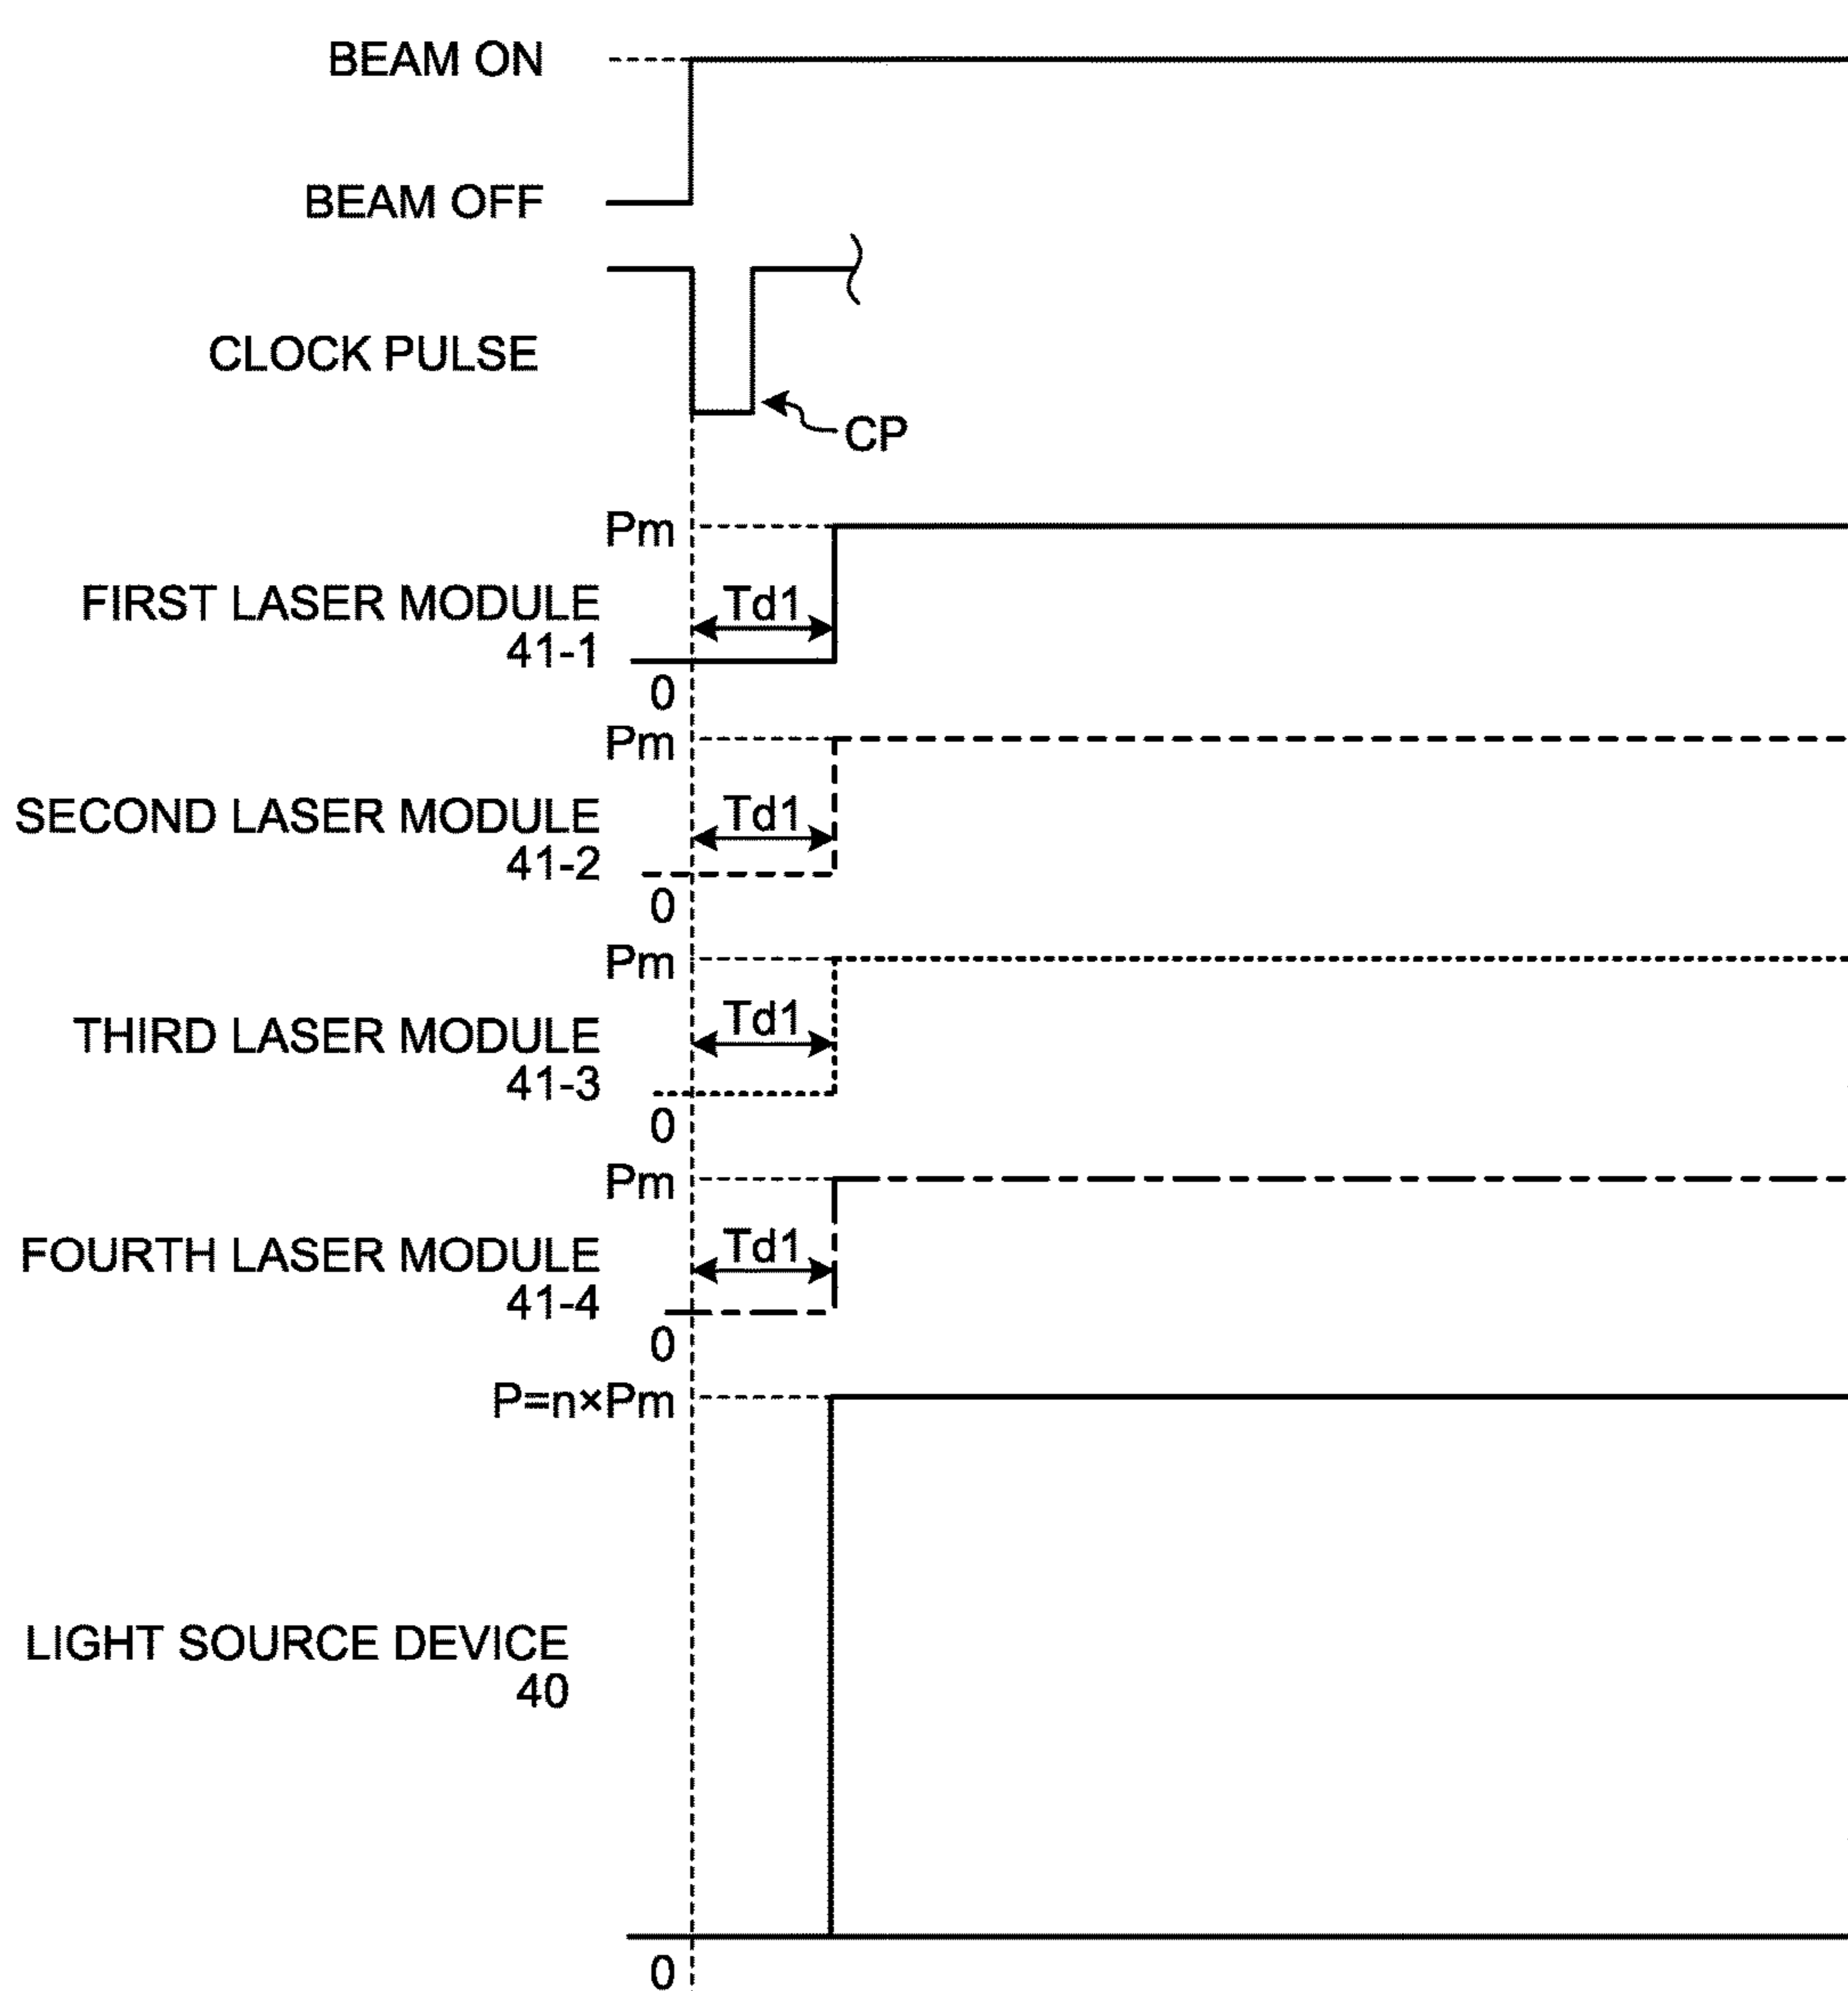 BEAM ON
BEAM OFF
CLOCK PULSE
CP
Pm
FIRST LASER MODULE
41-1
Td1
0
Pm
SECOND LASER MODULE
41-2
Td1
0
Pm
THIRD LASER MODULE
41-3
Td1
0
Pm
FOURTH LASER MODULE
41-4
Td1
0
P=n×Pm
LIGHT SOURCE DEVICE
40
0